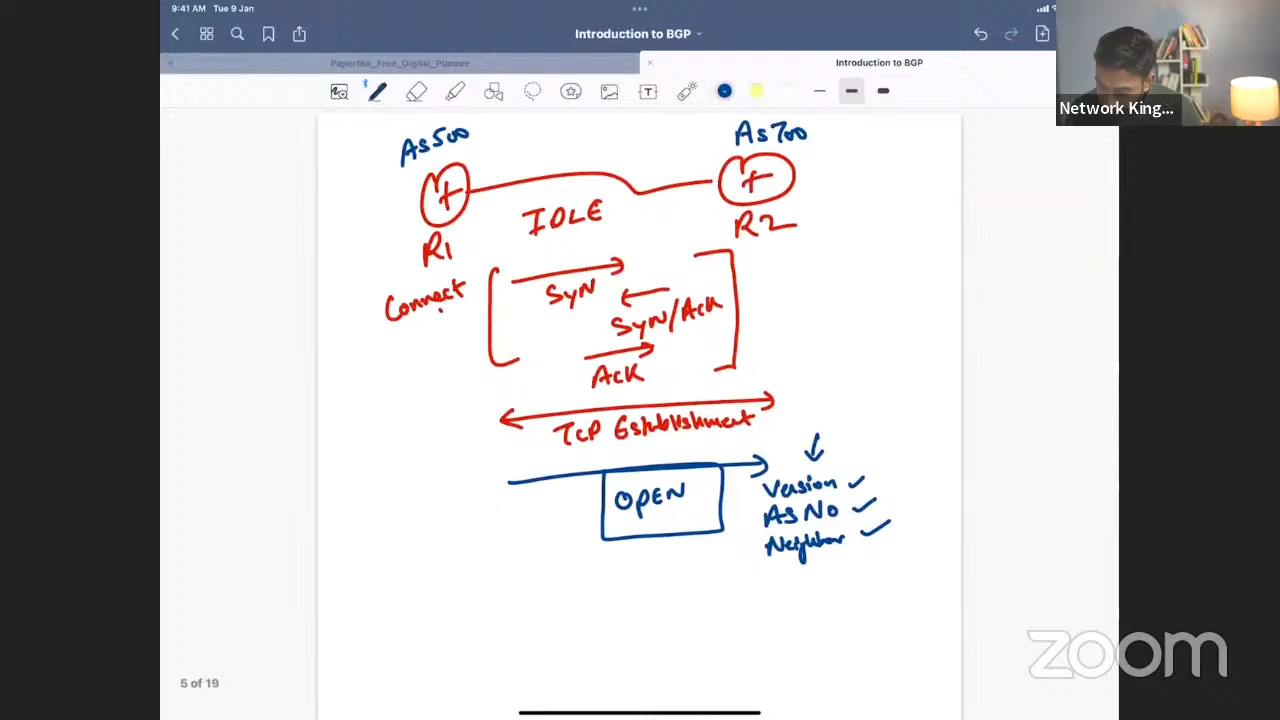 9:41 AM Tue 9 Jan
Introduction to BGP
Paperlike_Free_Digital_Planner
Introduction to BGP
Network King...
As500
As700
IDLE
R1
R2
Connect
SyN
SyN/Ack
Ack
TCP Establishment
OPEN
Version
As No
Neighbor
5 of 19
zoom